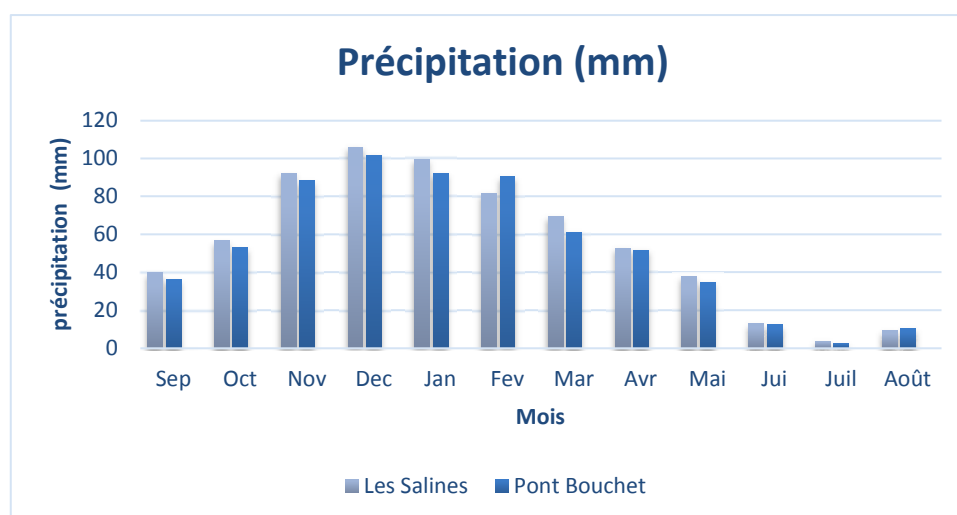 Précipitation (mm)
précipitation (mm)
120
100
80
60
40
20
0
Sep Oct Nov Dec Jan Fev Mar Avr Mai Jui Juil Août
Mois
Les Salines Pont Bouchet